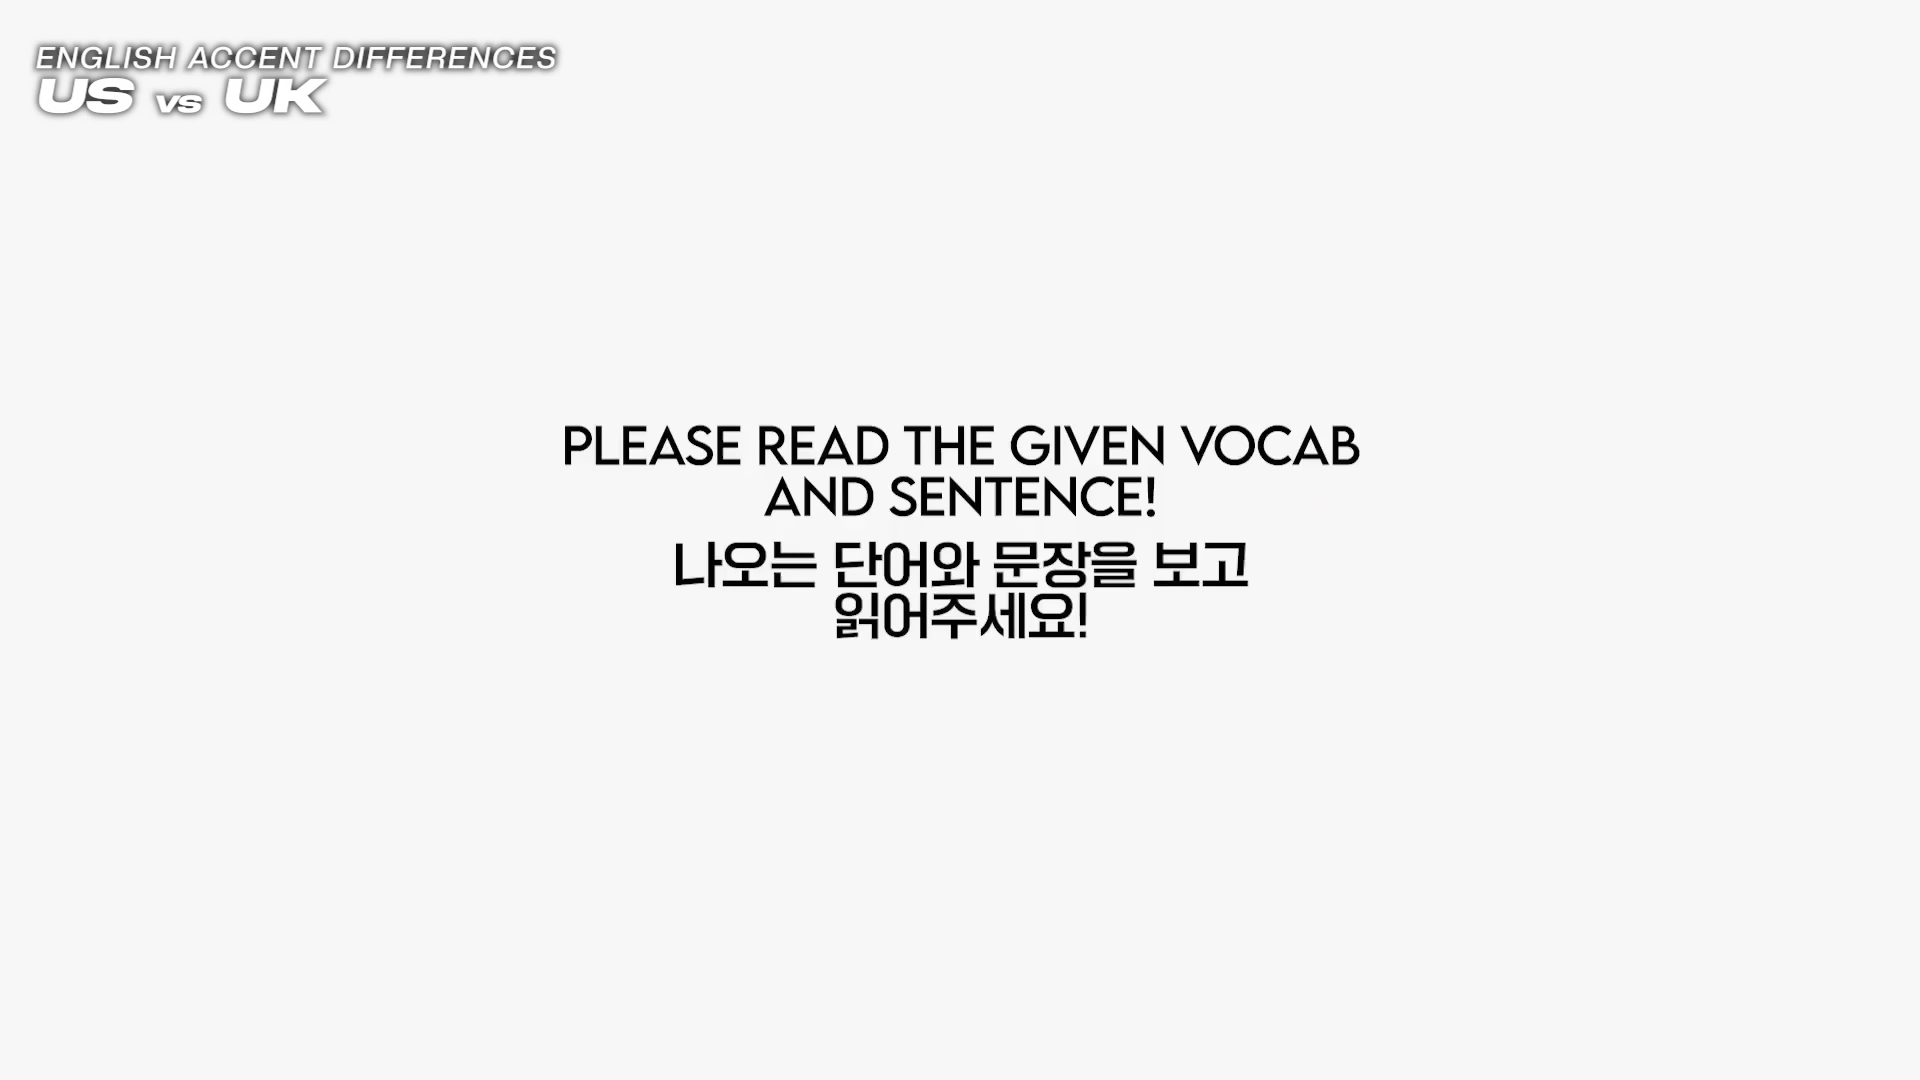 ENGLISH ACCENT DIFFERENCES
US vs UK
PLEASE READ THE GIVEN VOCAB
AND SENTENCE!
나오는 단어와 문장을 보고
읽어주세요!